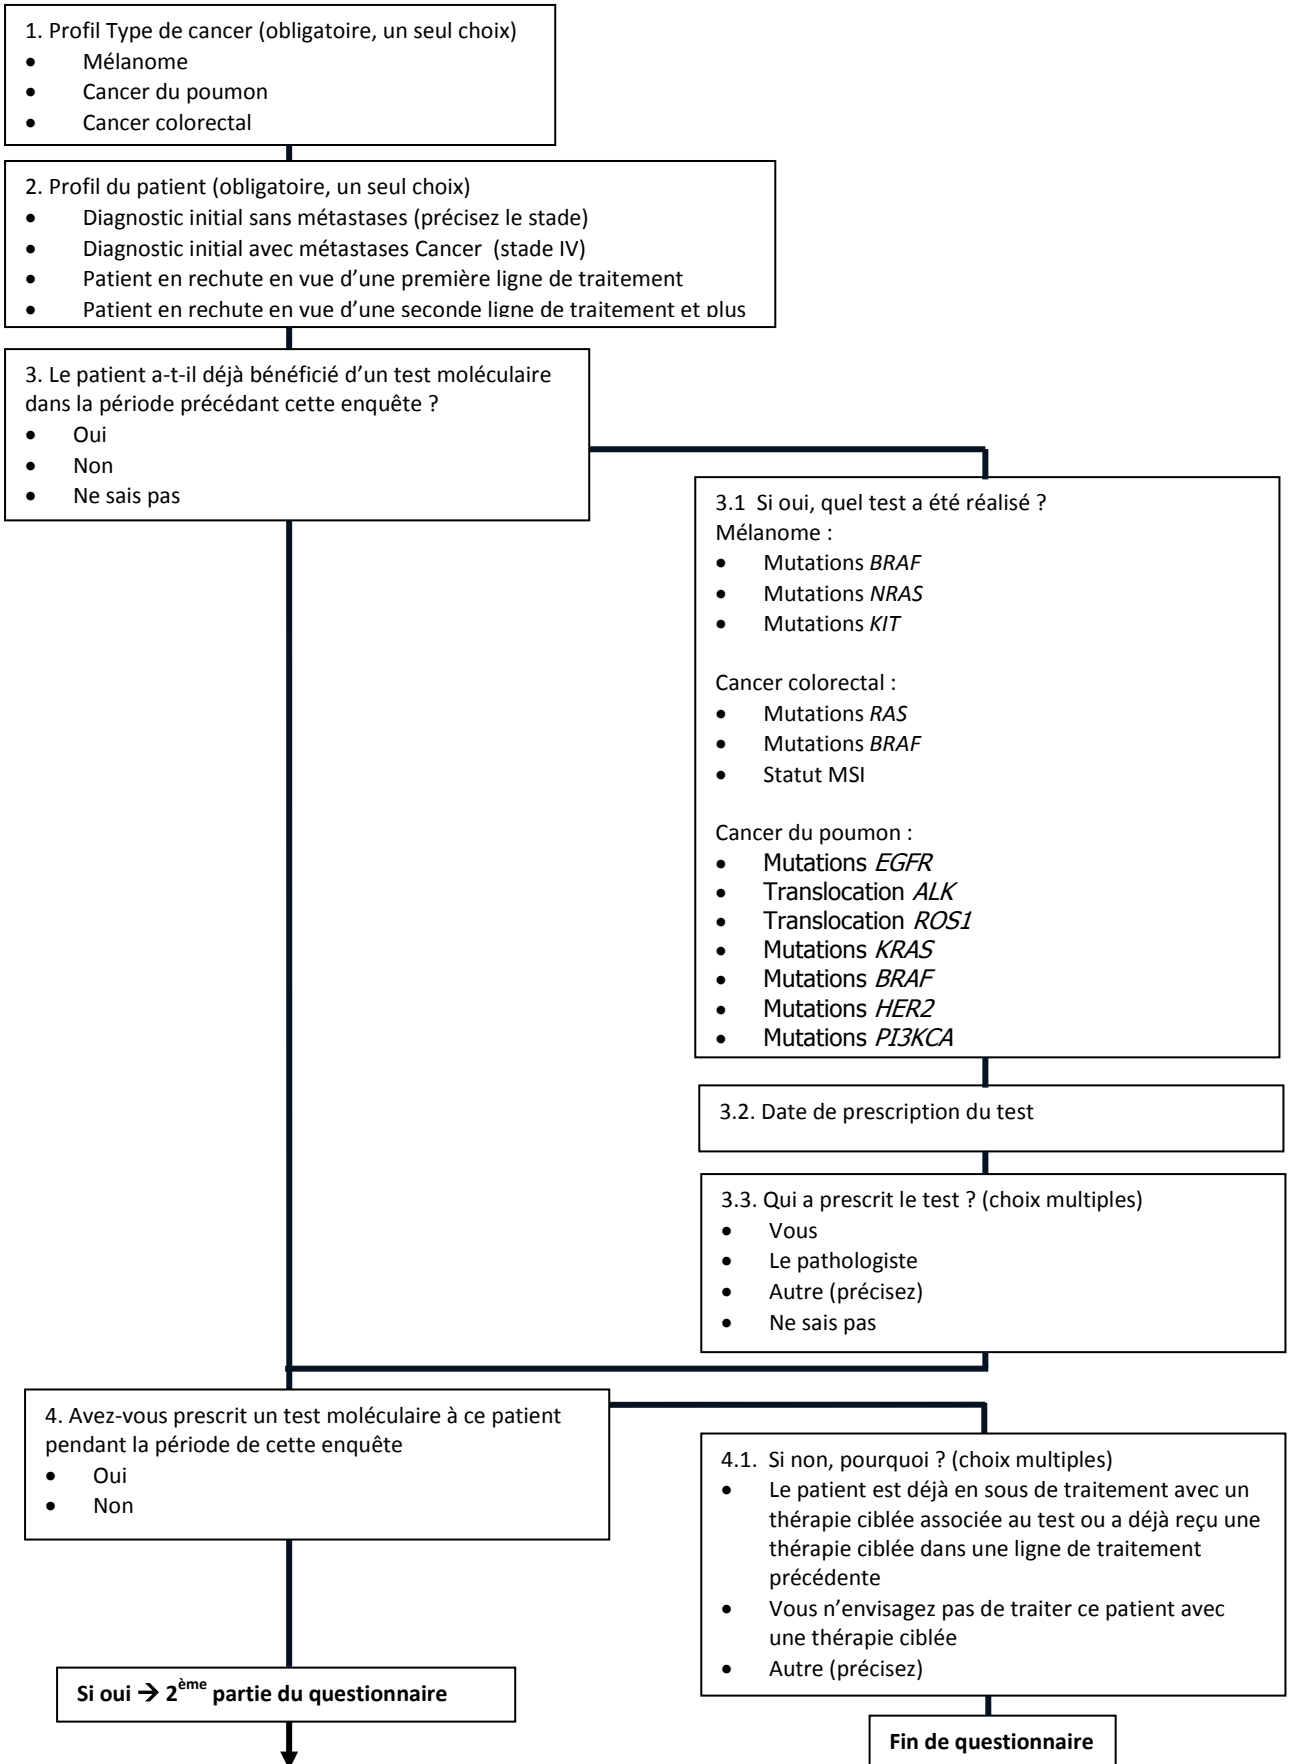 1. Profil Type de cancer (obligatoire, un seul choix)
• Mélanome
• Cancer du poumon
• Cancer colorectal
2. Profil du patient (obligatoire, un seul choix)
• Diagnostic initial sans métastases (précisez le stade)
• Diagnostic initial avec métastases Cancer (stade IV)
• Patient en rechute en vue d’une première ligne de traitement
• Patient en rechute en vue d’une seconde ligne de traitement et plus
3. Le patient a-t-il déjà bénéficié d’un test moléculaire
dans la période précédant cette enquête ?
• Oui
• Non
• Ne sais pas
3.1 Si oui, quel test a été réalisé ?
Mélanome :
• Mutations BRAF
• Mutations NRAS
• Mutations KIT
Cancer colorectal :
• Mutations RAS
• Mutations BRAF
• Statut MSI
Cancer du poumon :
• Mutations EGFR
• Translocation ALK
• Translocation ROS1
• Mutations KRAS
• Mutations BRAF
• Mutations HER2
• Mutations PI3KCA
3.2. Date de prescription du test
3.3. Qui a prescrit le test ? (choix multiples)
• Vous
• Le pathologiste
• Autre (précisez)
• Ne sais pas
4. Avez-vous prescrit un test moléculaire à ce patient
pendant la période de cette enquête
• Oui
• Non
4.1. Si non, pourquoi ? (choix multiples)
• Le patient est déjà en sous de traitement avec un
thérapie ciblée associée au test ou a déjà reçu une
thérapie ciblée dans une ligne de traitement
précédente
• Vous n’envisagez pas de traiter ce patient avec
une thérapie ciblée
• Autre (précisez)
Si oui → 2ème partie du questionnaire
Fin de questionnaire